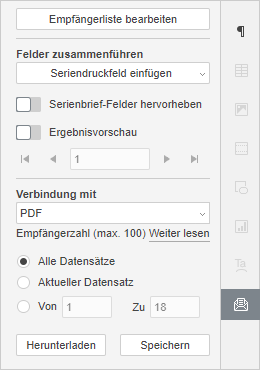 Empfängerliste bearbeiten
Felder zusammenführen
Seriendruckfeld einfügen
Serienbrief-Felder hervorheben
Ergebnisvorschau
1
Verbindung mit
PDF
Empfängerzahl (max. 100) Weiter lesen
Alle Datensätze
Aktueller Datensatz
Von 1 Zu 18
Herunterladen Speichern